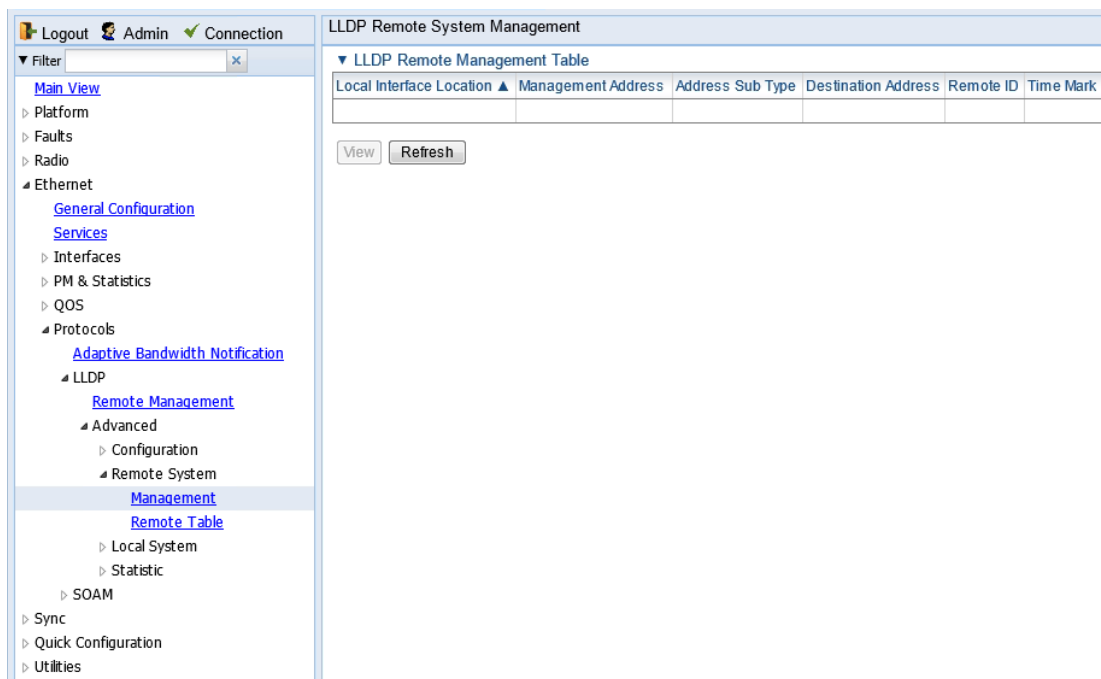 Logout Admin Connection
Filter
Main View
Platform
Faults
Radio
Ethernet
General Configuration
Services
Interfaces
PM & Statistics
QOS
Protocols
Adaptive Bandwidth Notification
LLDP
Remote Management
Advanced
Configuration
Remote System
Management
Remote Table
Local System
Statistic
SOAM
Sync
Quick Configuration
Utilities
LLDP Remote System Management
▼ LLDP Remote Management Table
Local Interface Location ▲ Management Address Address Sub Type Destination Address Remote ID Time Mark
View Refresh